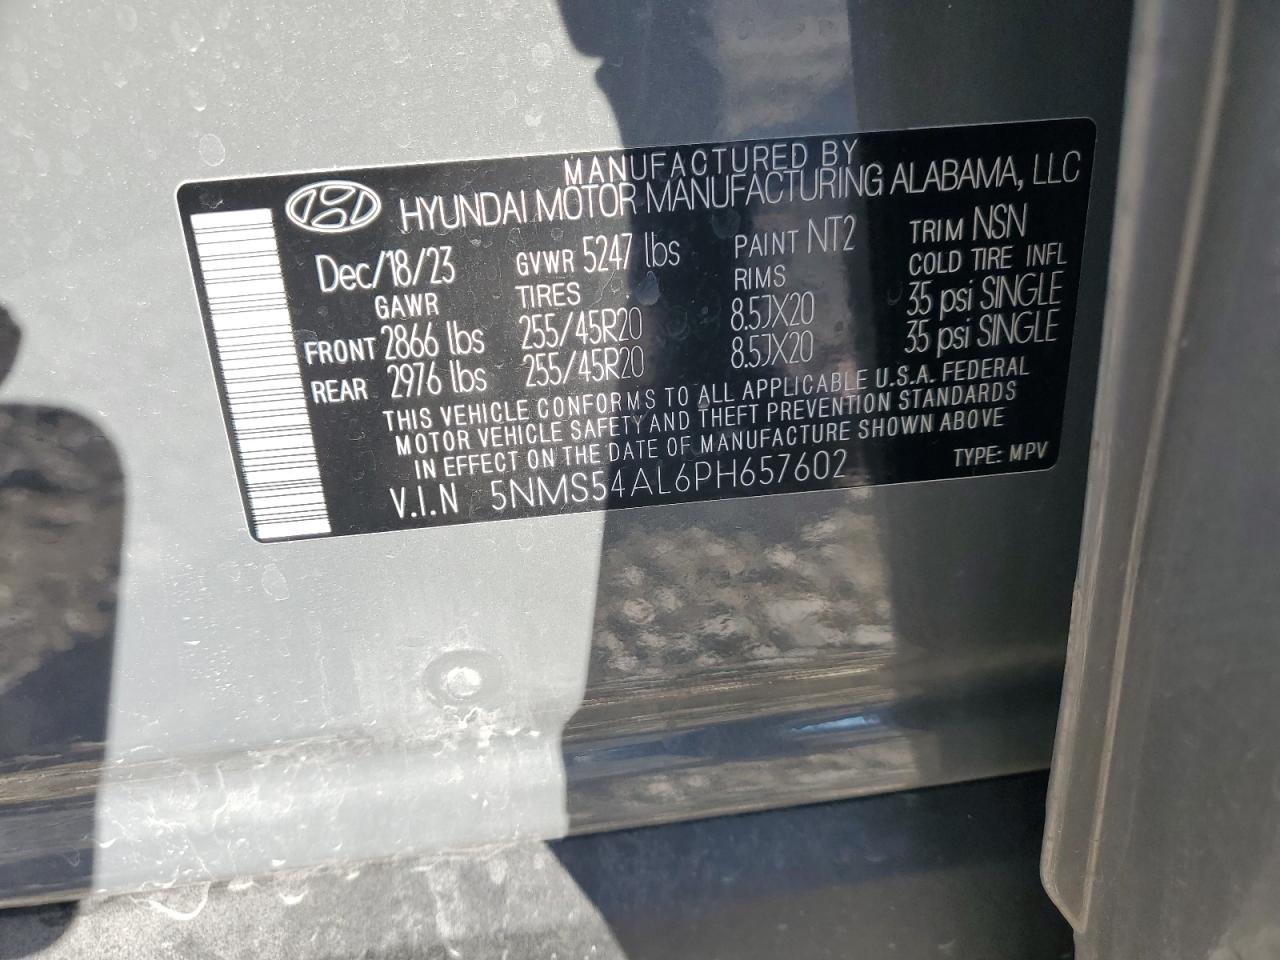 MANUFACTURED BY
HYUNDAI MOTOR MANUFACTURING ALABAMA, LLC
Dec/18/23 GVWR 5247 lbs PAINT NT2 TRIM NSN
GAWR TIRES RIMS COLD TIRE INFL
FRONT 2866 lbs 255/45R20 8.5JX20 35 psi SINGLE
REAR 2976 lbs 255/45R20 8.5JX20 35 psi SINGLE
THIS VEHICLE CONFORMS TO ALL APPLICABLE U.S.A. FEDERAL
MOTOR VEHICLE SAFETY AND THEFT PREVENTION STANDARDS
IN EFFECT ON THE DATE OF MANUFACTURE SHOWN ABOVE
V.I.N 5NMS54AL6PH657602 TYPE: MPV